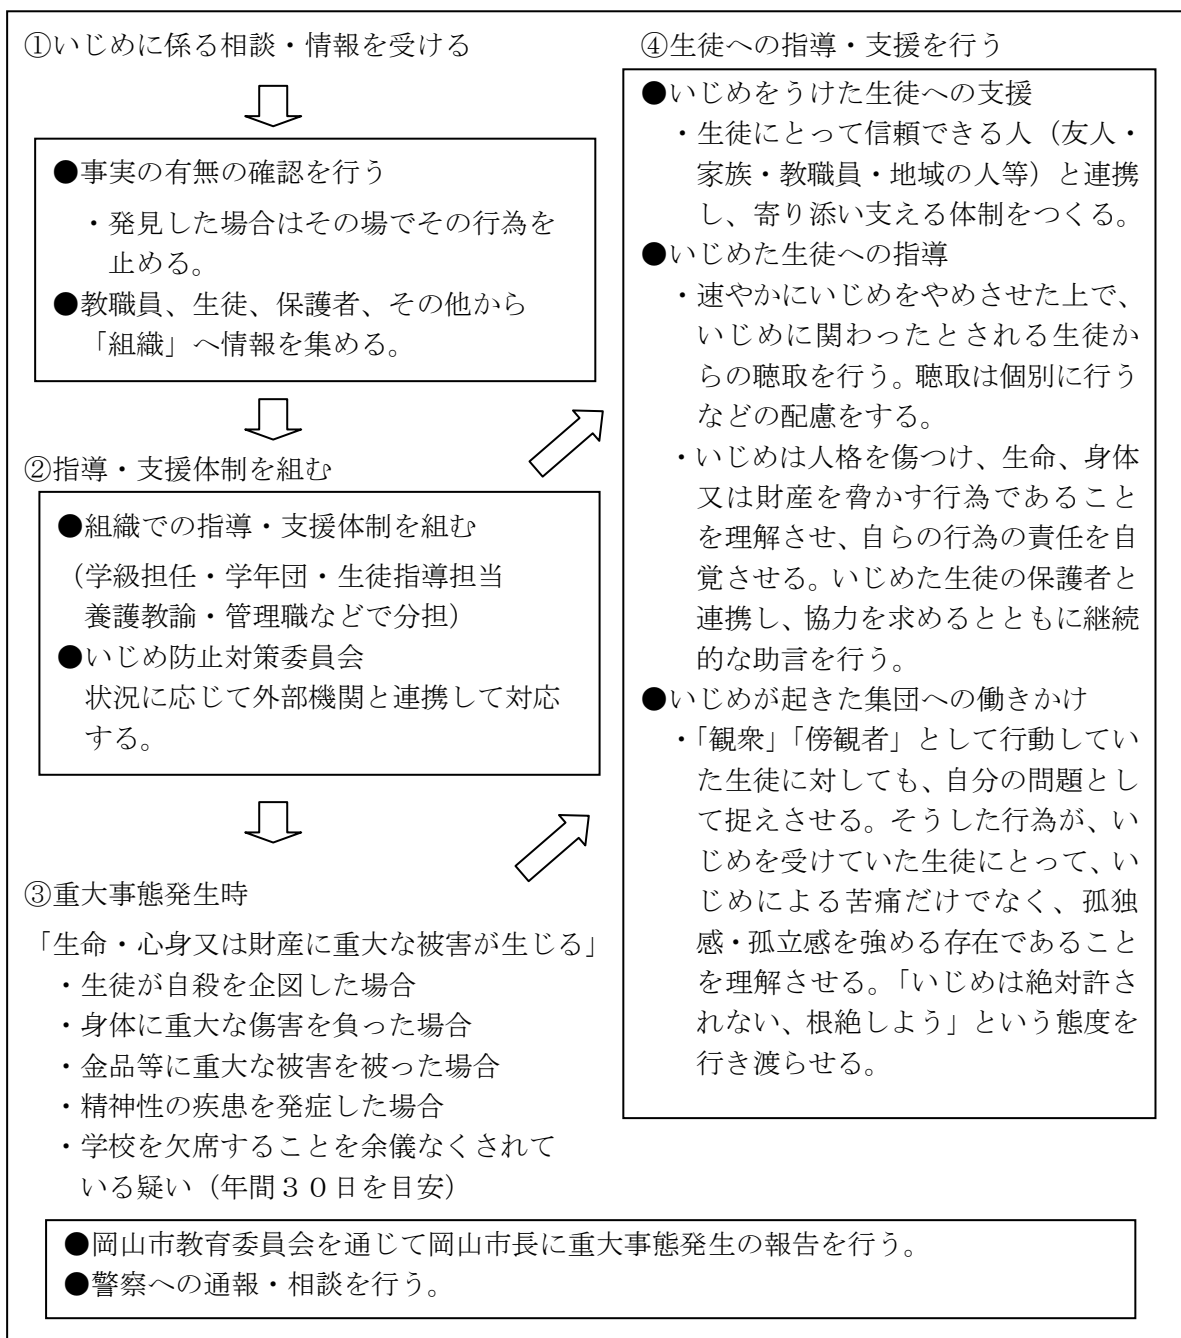 ①いじめに係る相談・情報を受ける
●事実の有無の確認を行う
・発見した場合はその場でその行為を
止める。
●教職員、生徒、保護者、その他から
「組織」へ情報を集める。
②指導・支援体制を組む
●組織での指導・支援体制を組む
（学級担任・学年団・生徒指導担当
養護教諭・管理職などで分担）
●いじめ防止対策委員会
状況に応じて外部機関と連携して対応
する。
③重大事態発生時
「生命・心身又は財産に重大な被害が生じる」
・生徒が自殺を企図した場合
・身体に重大な傷害を負った場合
・金品等に重大な被害を被った場合
・精神性の疾患を発症した場合
・学校を欠席することを余儀なくされて
いる疑い（年間３０日を目安）
●岡山市教育委員会を通じて岡山市長に重大事態発生の報告を行う。
●警察への通報・相談を行う。
④生徒への指導・支援を行う
●いじめをうけた生徒への支援
・生徒にとって信頼できる人（友人・
家族・教職員・地域の人等）と連携
し、寄り添い支える体制をつくる。
●いじめた生徒への指導
・速やかにいじめをやめさせた上で、
いじめに関わったとされる生徒か
らの聴取を行う。聴取は個別に行う
などの配慮をする。
・いじめは人格を傷つけ、生命、身体
又は財産を脅かす行為であること
を理解させ、自らの行為の責任を自
覚させる。いじめた生徒の保護者と
連携し、協力を求めるとともに継続
的な助言を行う。
●いじめが起きた集団への働きかけ
・「観衆」「傍観者」として行動してい
た生徒に対しても、自分の問題とし
て捉えさせる。そうした行為が、い
じめを受けていた生徒にとって、い
じめによる苦痛だけでなく、孤独
感・孤立感を強める存在であること
を理解させる。「いじめは絶対許さ
れない、根絶しよう」という態度を
行き渡らせる。